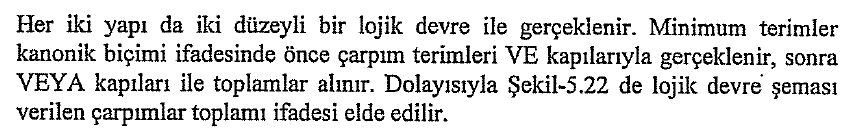 Her iki yapı da iki düzeyli bir lojik devre ile gerçeklenir. Minimum terimler
kanonik biçimi ifadesinde önce çarpım terimleri VE kapılarıyla gerçeklenir, sonra
VEYA kapıları ile toplamlar alınır. Dolayısıyla Şekil-5.22 de lojik devre şeması
verilen çarpımlar toplamı ifadesi elde edilir.